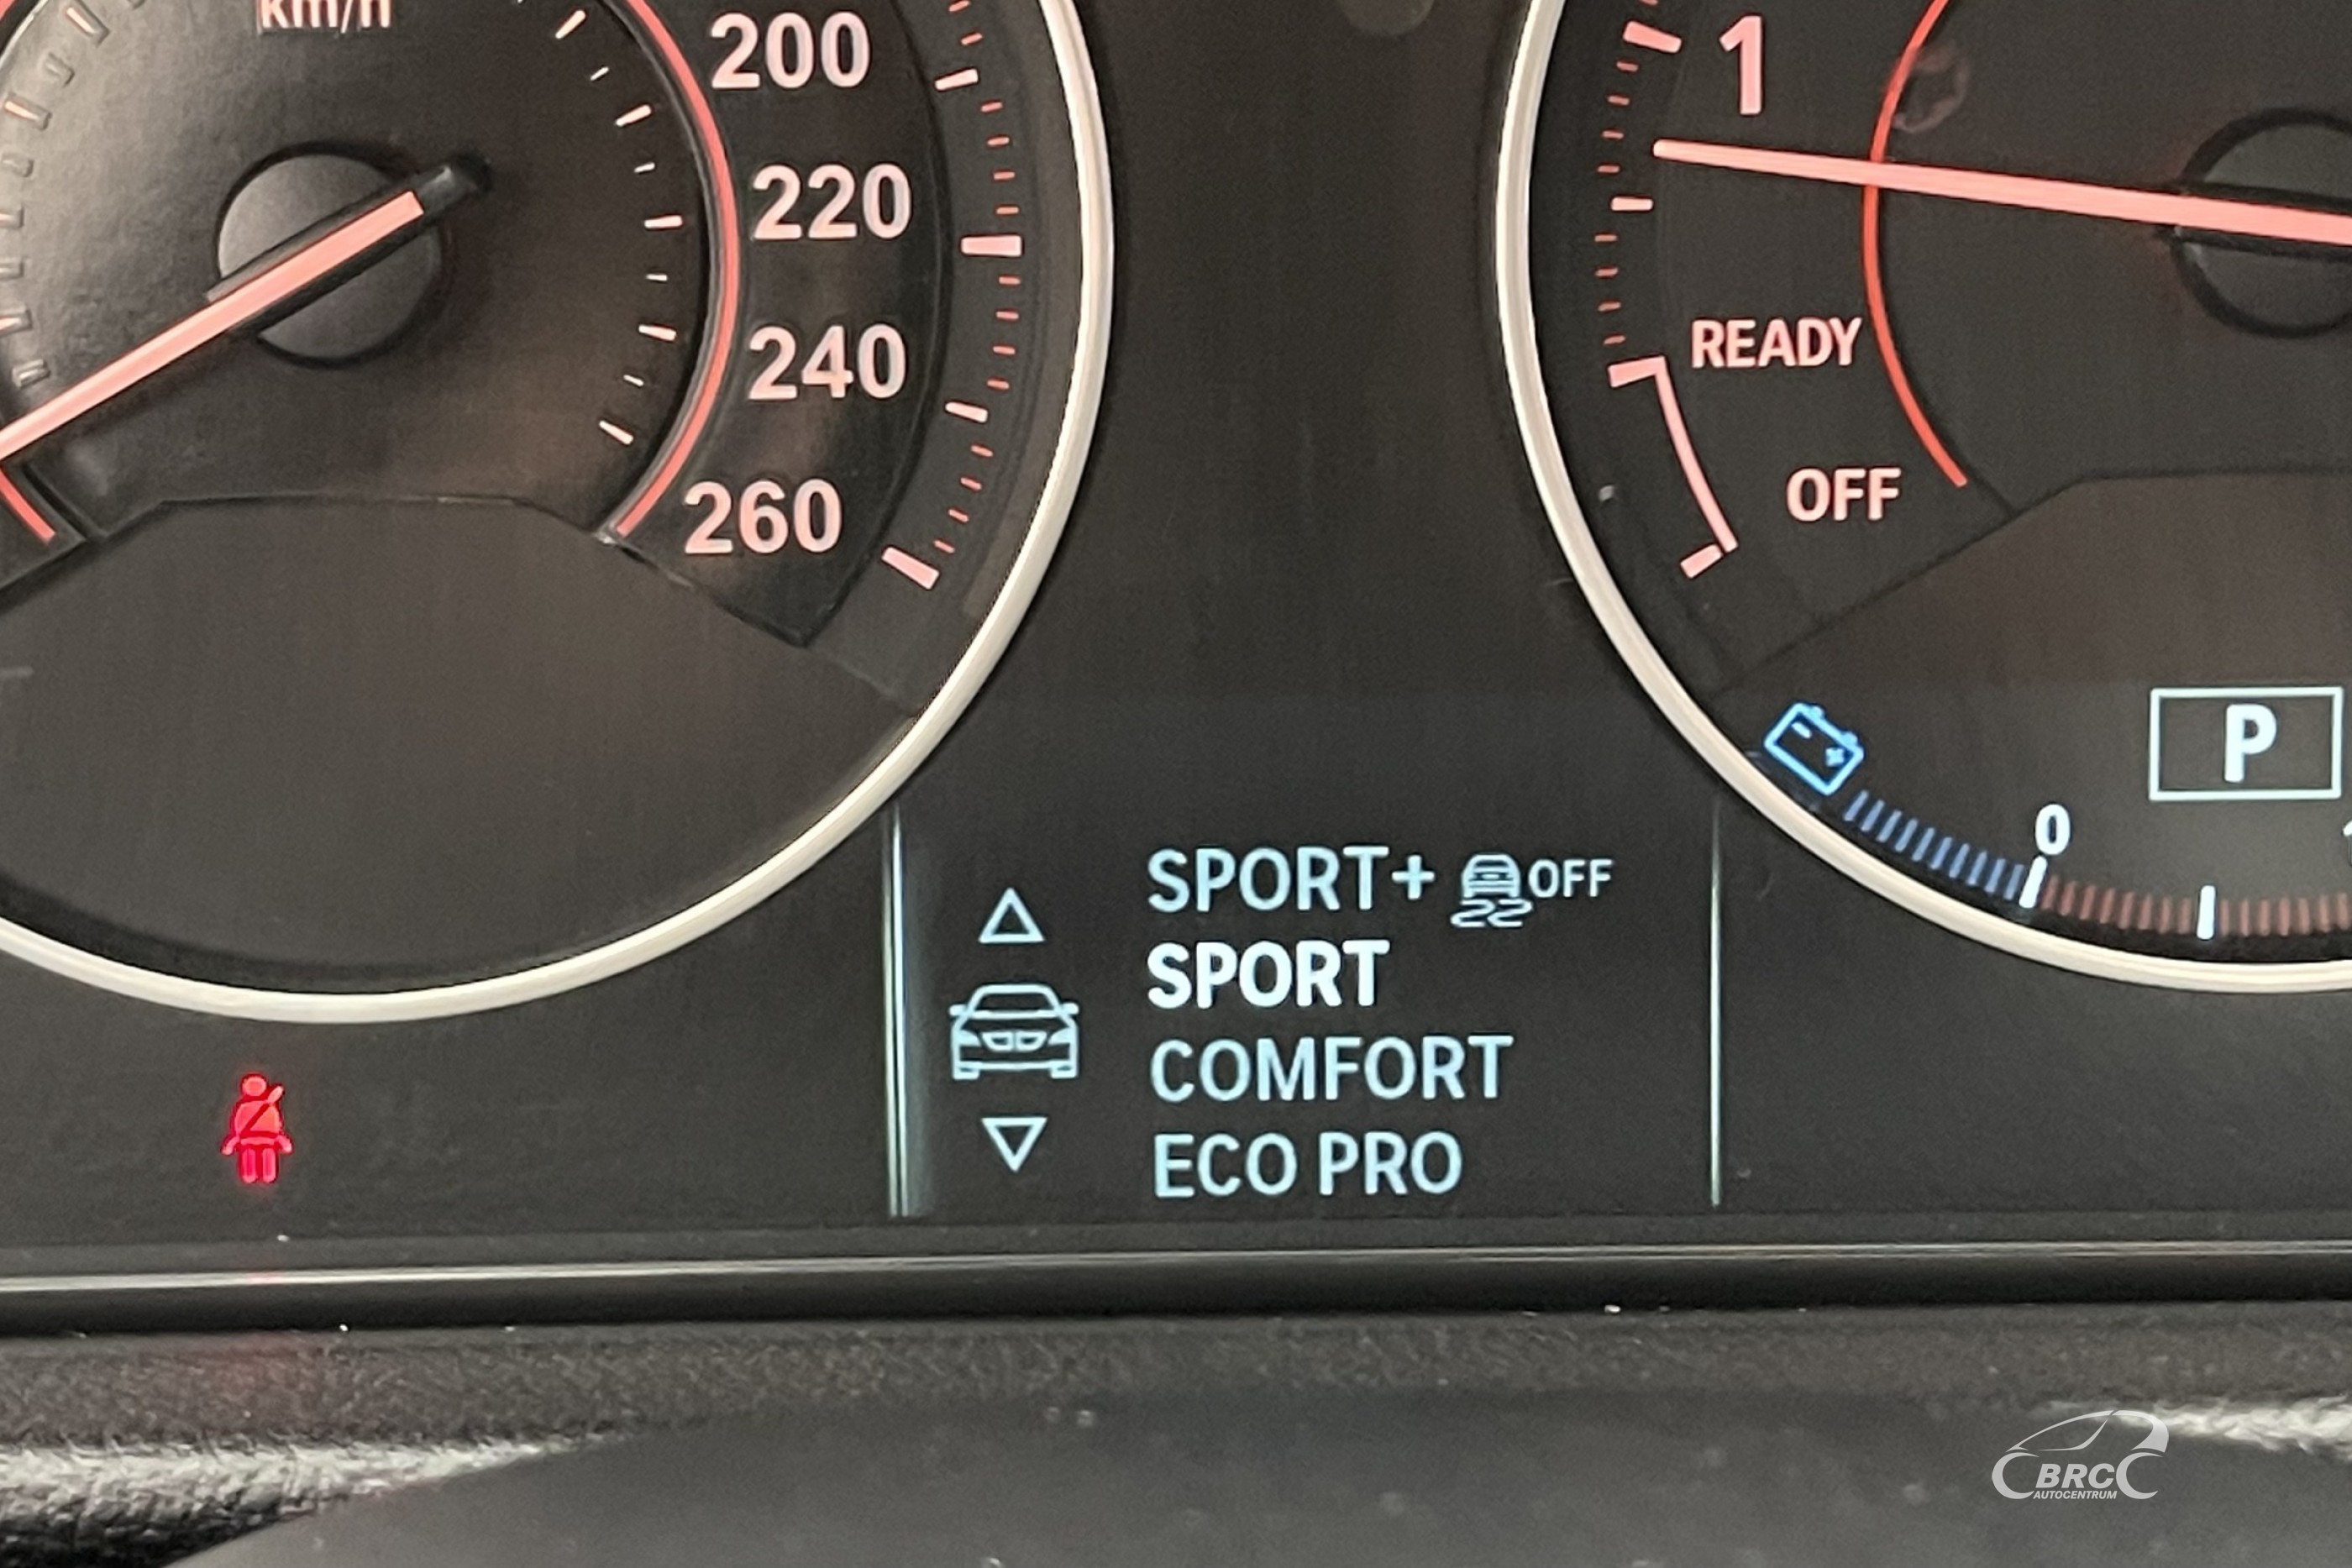 km/h
200
220
240
260
1
READY
OFF
P
0
SPORT+ OFF
SPORT
COMFORT
ECO PRO
BRC
AUTOCENTRUM